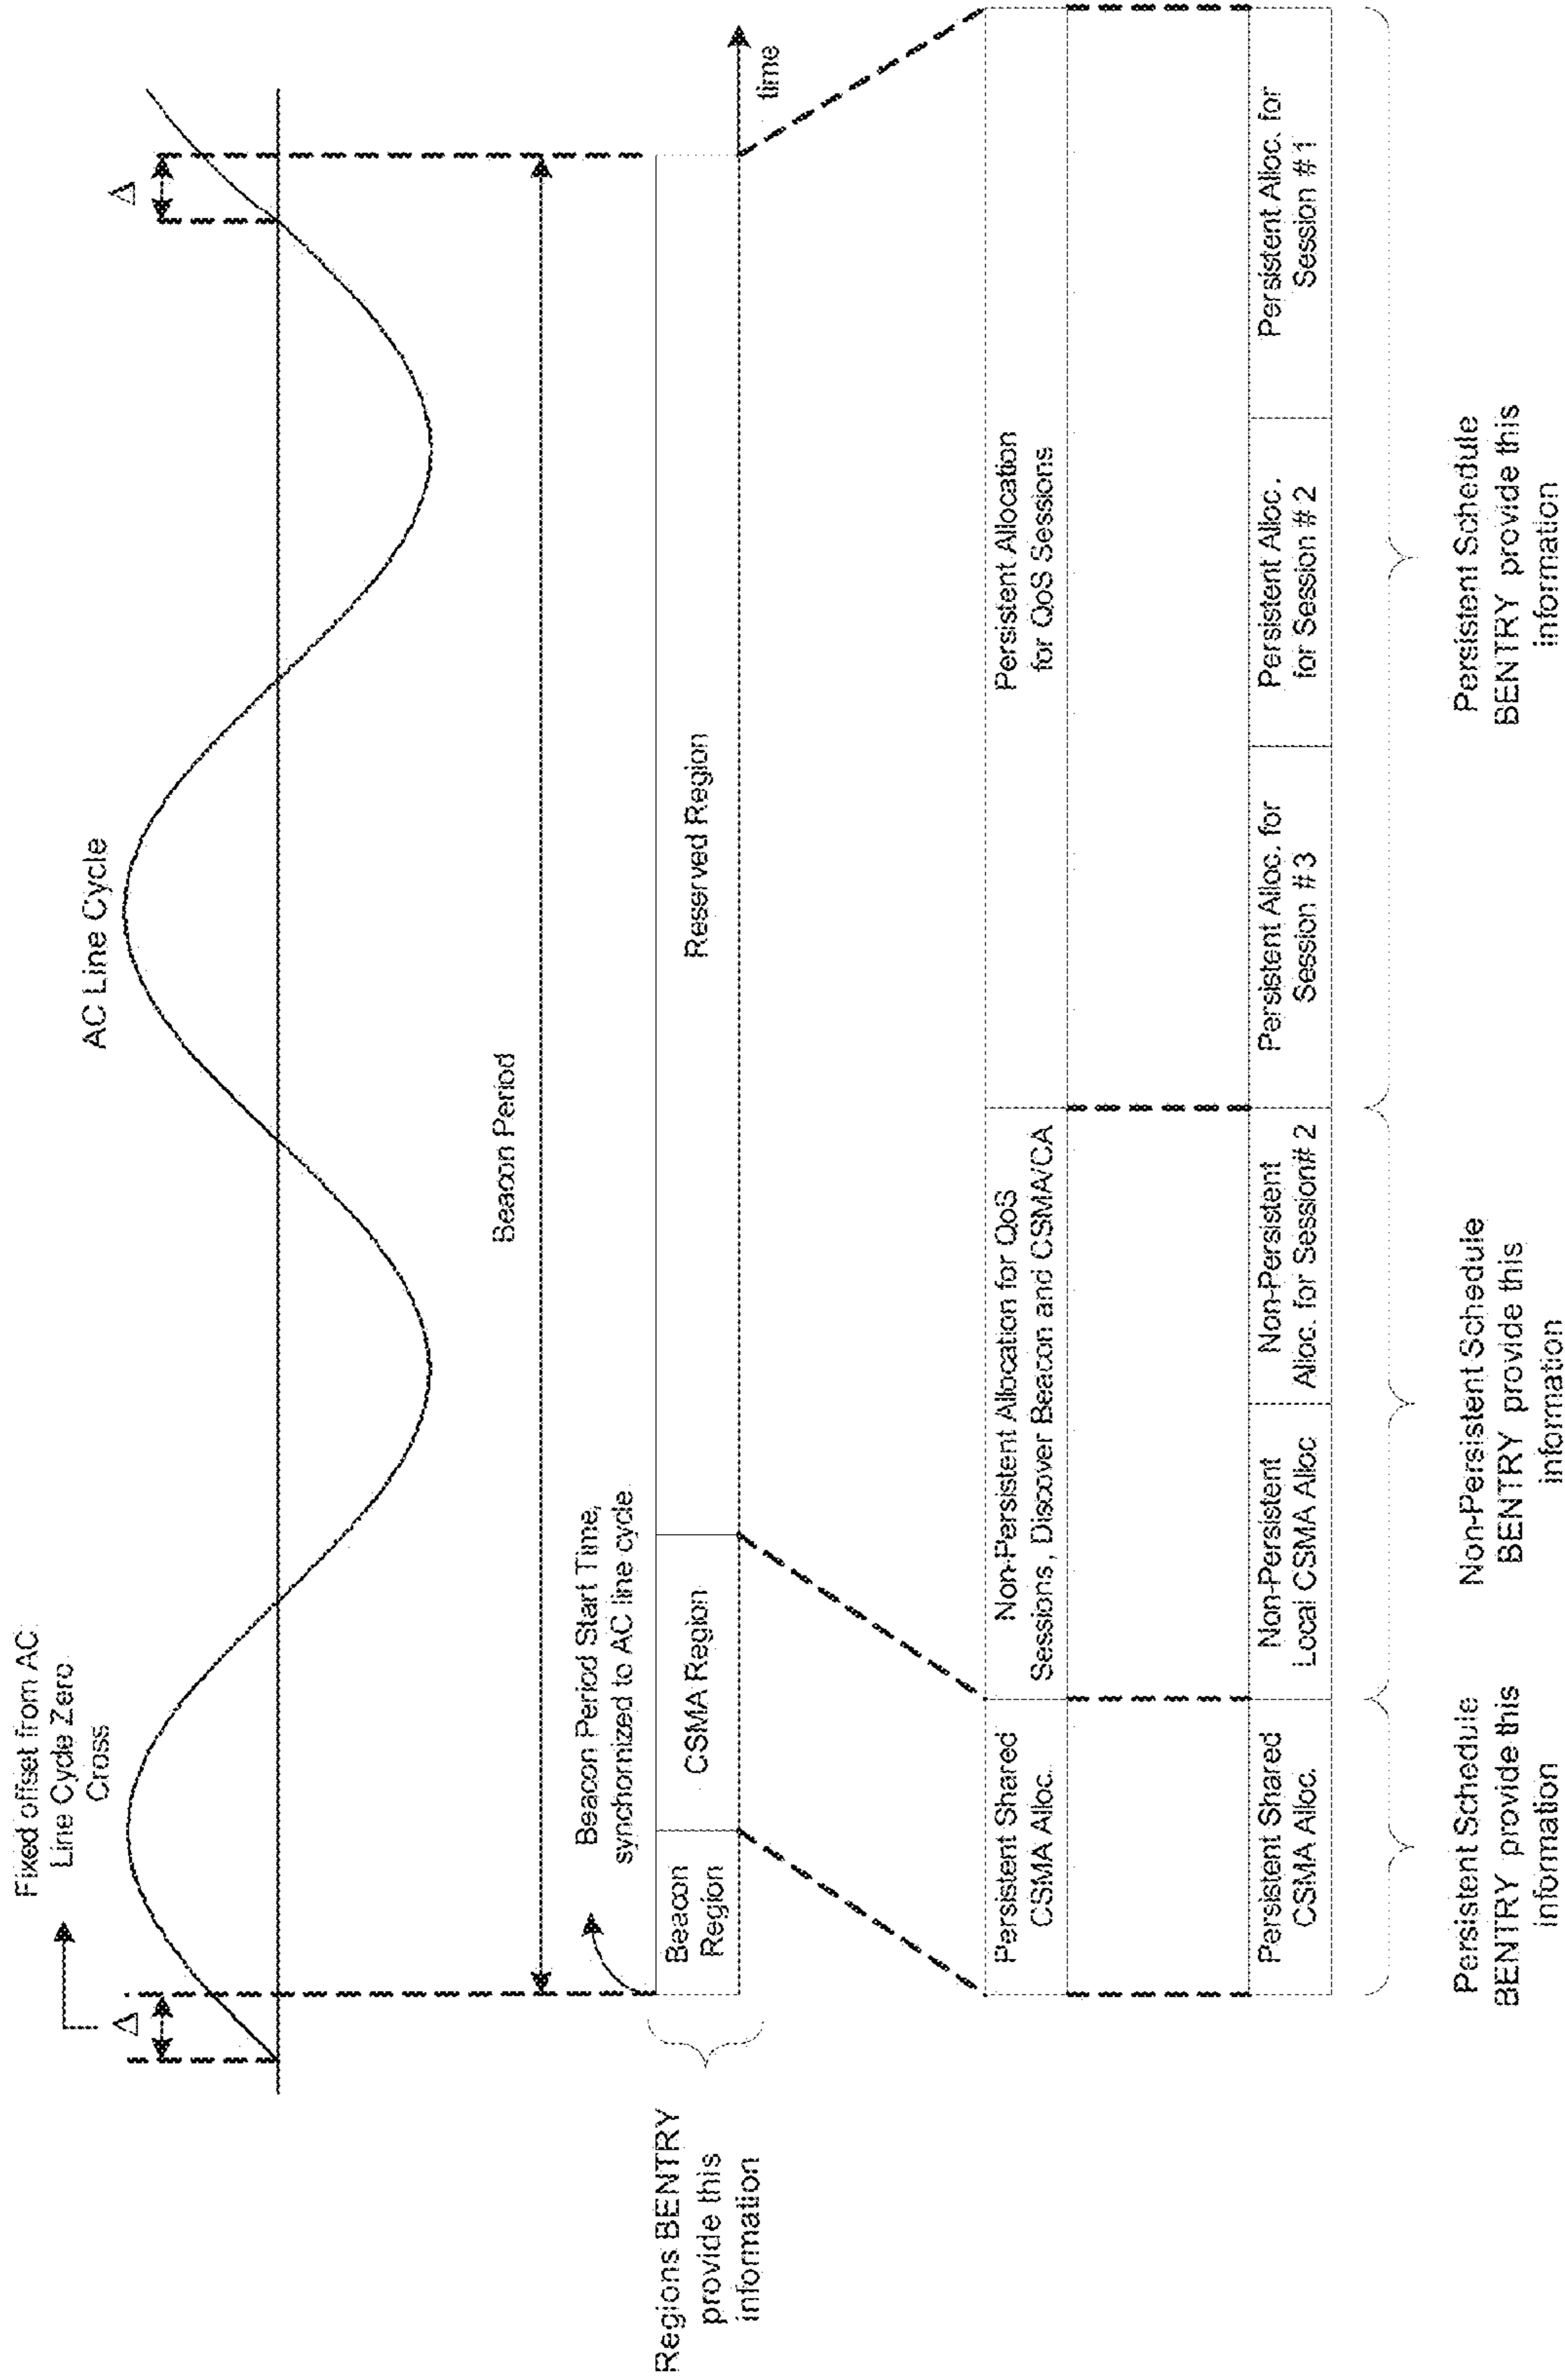 Fixed offset from AC
Line Cycle Zero
Cross
AC Line Cycle
Δ
Δ
Beacon Period
Beacon Period Start Time,
synchornized to AC line cycle
Regions BENTRY
provide this
information
Beacon
Region
CSMA Region
Reserved Region
time
Persistent Shared
CSMA Alloc.
Non-Persistent Allocation for QoS
Sessions, Discover Beacon and CSMA/CA
Persistent Allocation
for QoS Sessions
Persistent Shared
CSMA Alloc.
Non-Persistent
Local CSMA Alloc
Non-Persistent
Alloc. for Session# 2
Persistent Alloc. for
Session #3
Persistent Alloc.
for Session #2
Persistent Alloc. for
Session #1
Persistent Schedule
BENTRY provide this
information
Non-Persistent Schedule
BENTRY provide this
information
Persistent Schedule
BENTRY provide this
information